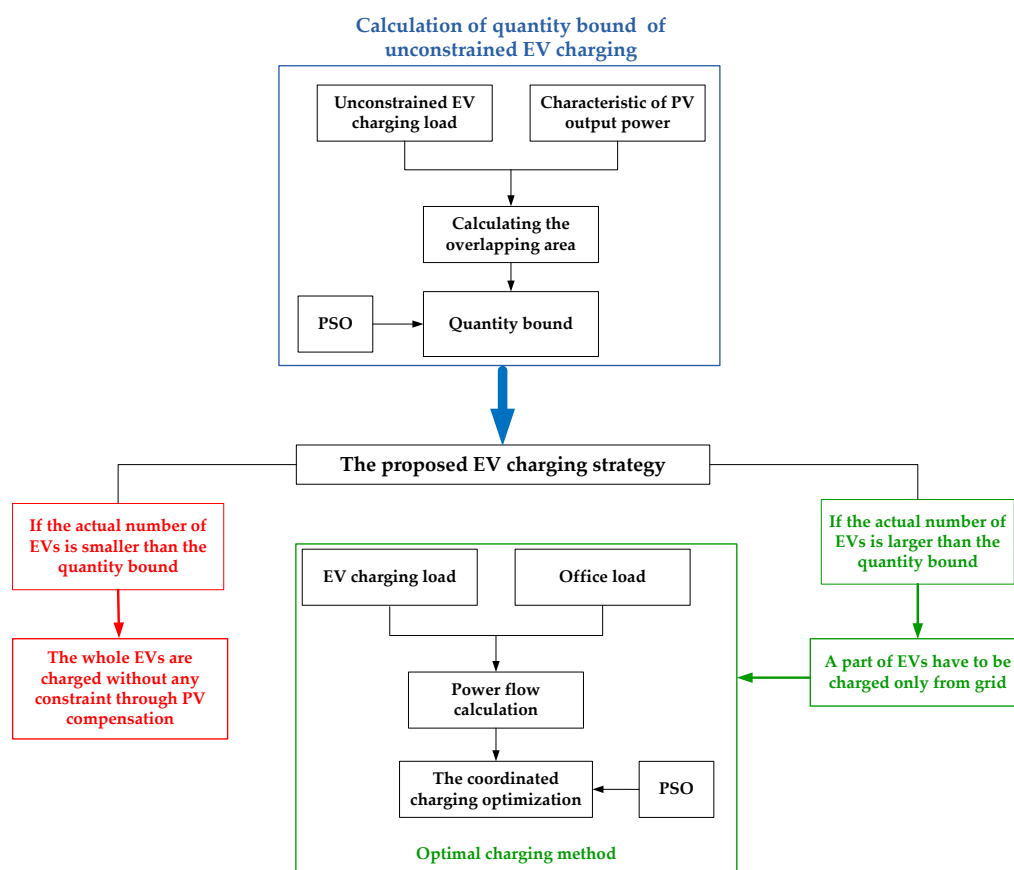 Calculation of quantity bound of
unconstrained EV charging
Unconstrained EV
charging load
Characteristic of PV
output power
Calculating the
overlapping area
PSO
Quantity bound
The proposed EV charging strategy
If the actual number of
EVs is smaller than the
quantity bound
If the actual number of
EVs is larger than the
quantity bound
EV charging load
Office load
The whole EVs are
charged without any
constraint through PV
compensation
A part of EVs have to be
charged only from grid
Power flow
calculation
The coordinated
charging optimization
PSO
Optimal charging method